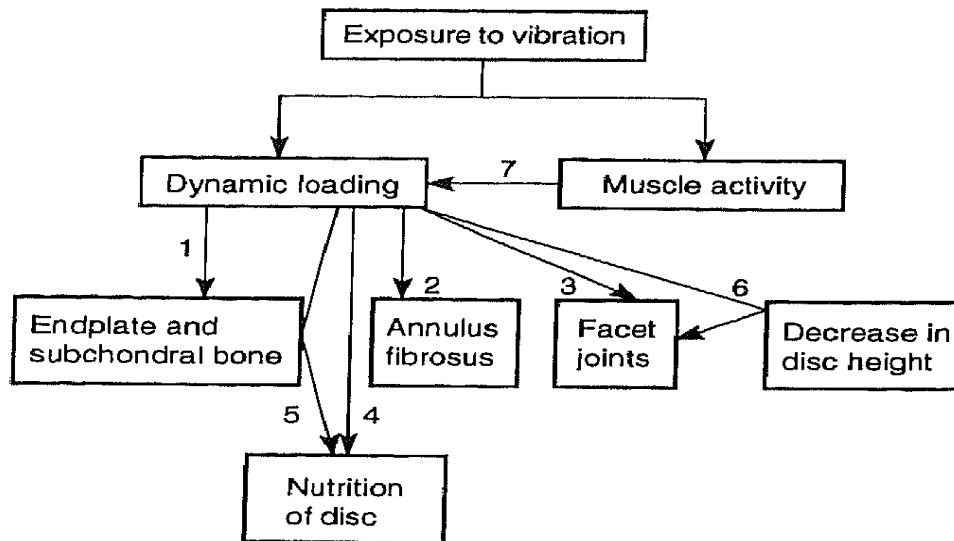 Exposure to vibration
Dynamic loading
7
Muscle activity
1
2
3
6
Endplate and
subchondral bone
Annulus
fibrosus
Facet
joints
Decrease in
disc height
5
4
Nutrition
of disc